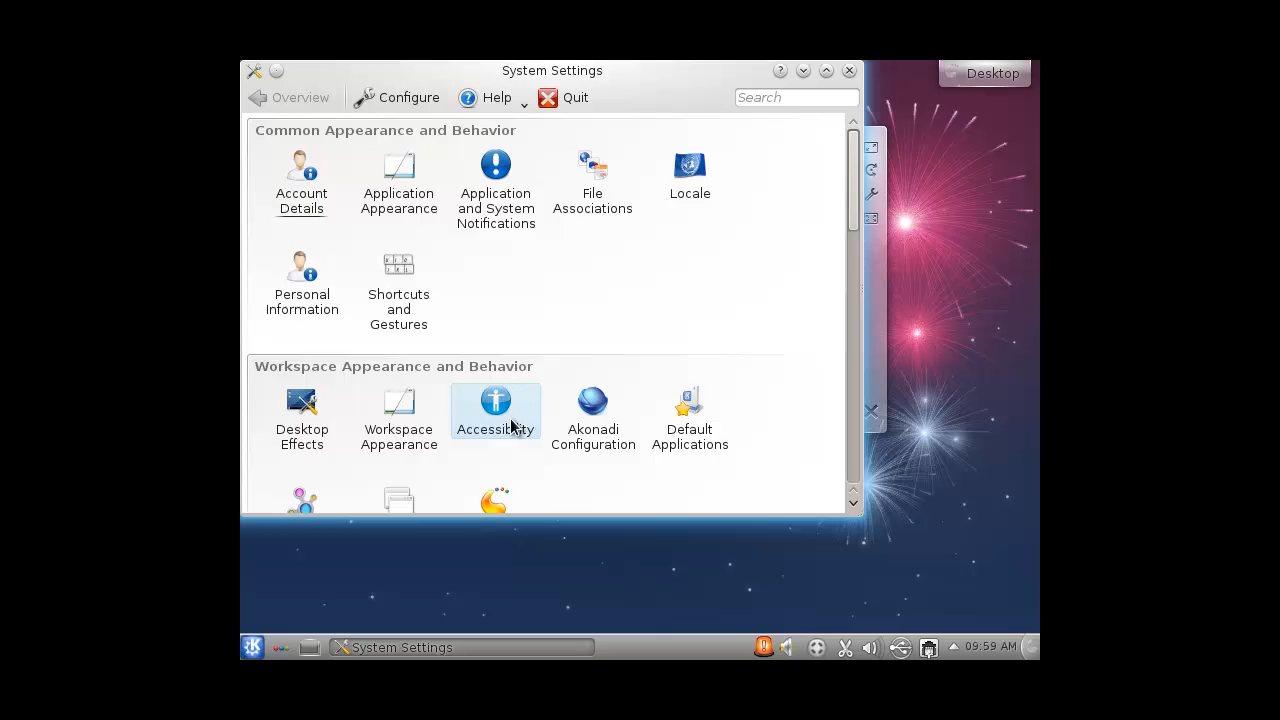 System Settings
Overview
Configure
Help
Quit
Search
Desktop
Common Appearance and Behavior
Account Details
Application Appearance
Application and System Notifications
File Associations
Locale
Personal Information
Shortcuts and Gestures
Workspace Appearance and Behavior
Desktop Effects
Workspace Appearance
Accessibility
Akonadi Configuration
Default Applications
System Settings
09:59 AM